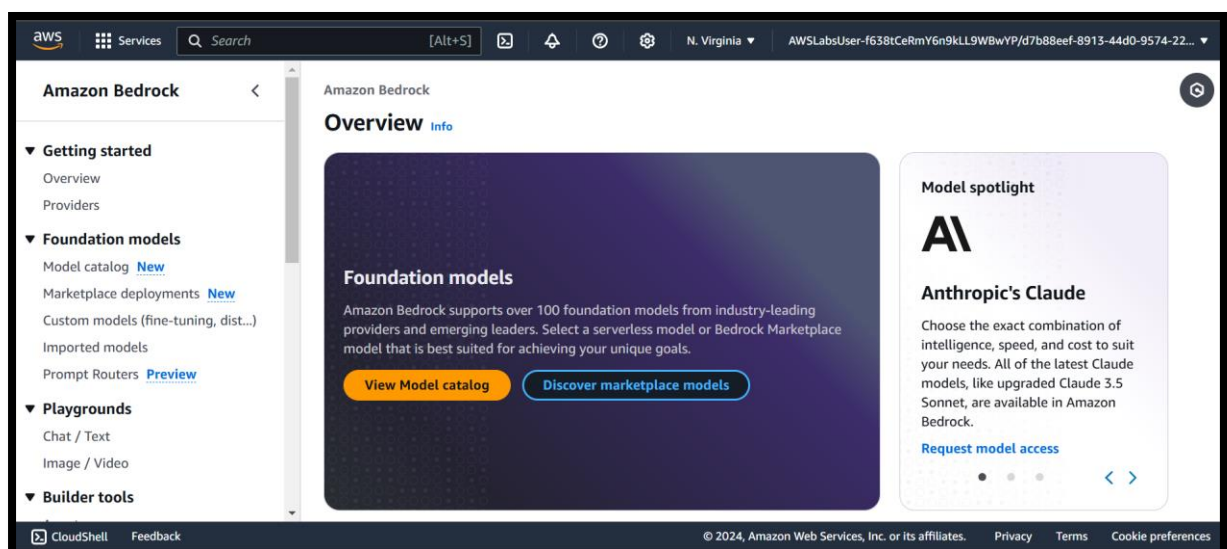 aws
Services
Search
[Alt+S]
N. Virginia
AWSLabsUser-f638tCeRmY6n9kLL9WBwYP/d7b88eef-8913-44d0-9574-22...
Amazon Bedrock
Getting started
Overview
Providers
Foundation models
Model catalog New
Marketplace deployments New
Custom models (fine-tuning, dist...)
Imported models
Prompt Routers Preview
Playgrounds
Chat / Text
Image / Video
Builder tools
Amazon Bedrock
Overview Info
Foundation models
Amazon Bedrock supports over 100 foundation models from industry-leading
providers and emerging leaders. Select a serverless model or Bedrock Marketplace
model that is best suited for achieving your unique goals.
View Model catalog
Discover marketplace models
Model spotlight
A\
Anthropic's Claude
Choose the exact combination of
intelligence, speed, and cost to suit
your needs. All of the latest Claude
models, like upgraded Claude 3.5
Sonnet, are available in Amazon
Bedrock.
Request model access
CloudShell
Feedback
© 2024, Amazon Web Services, Inc. or its affiliates.
Privacy
Terms
Cookie preferences